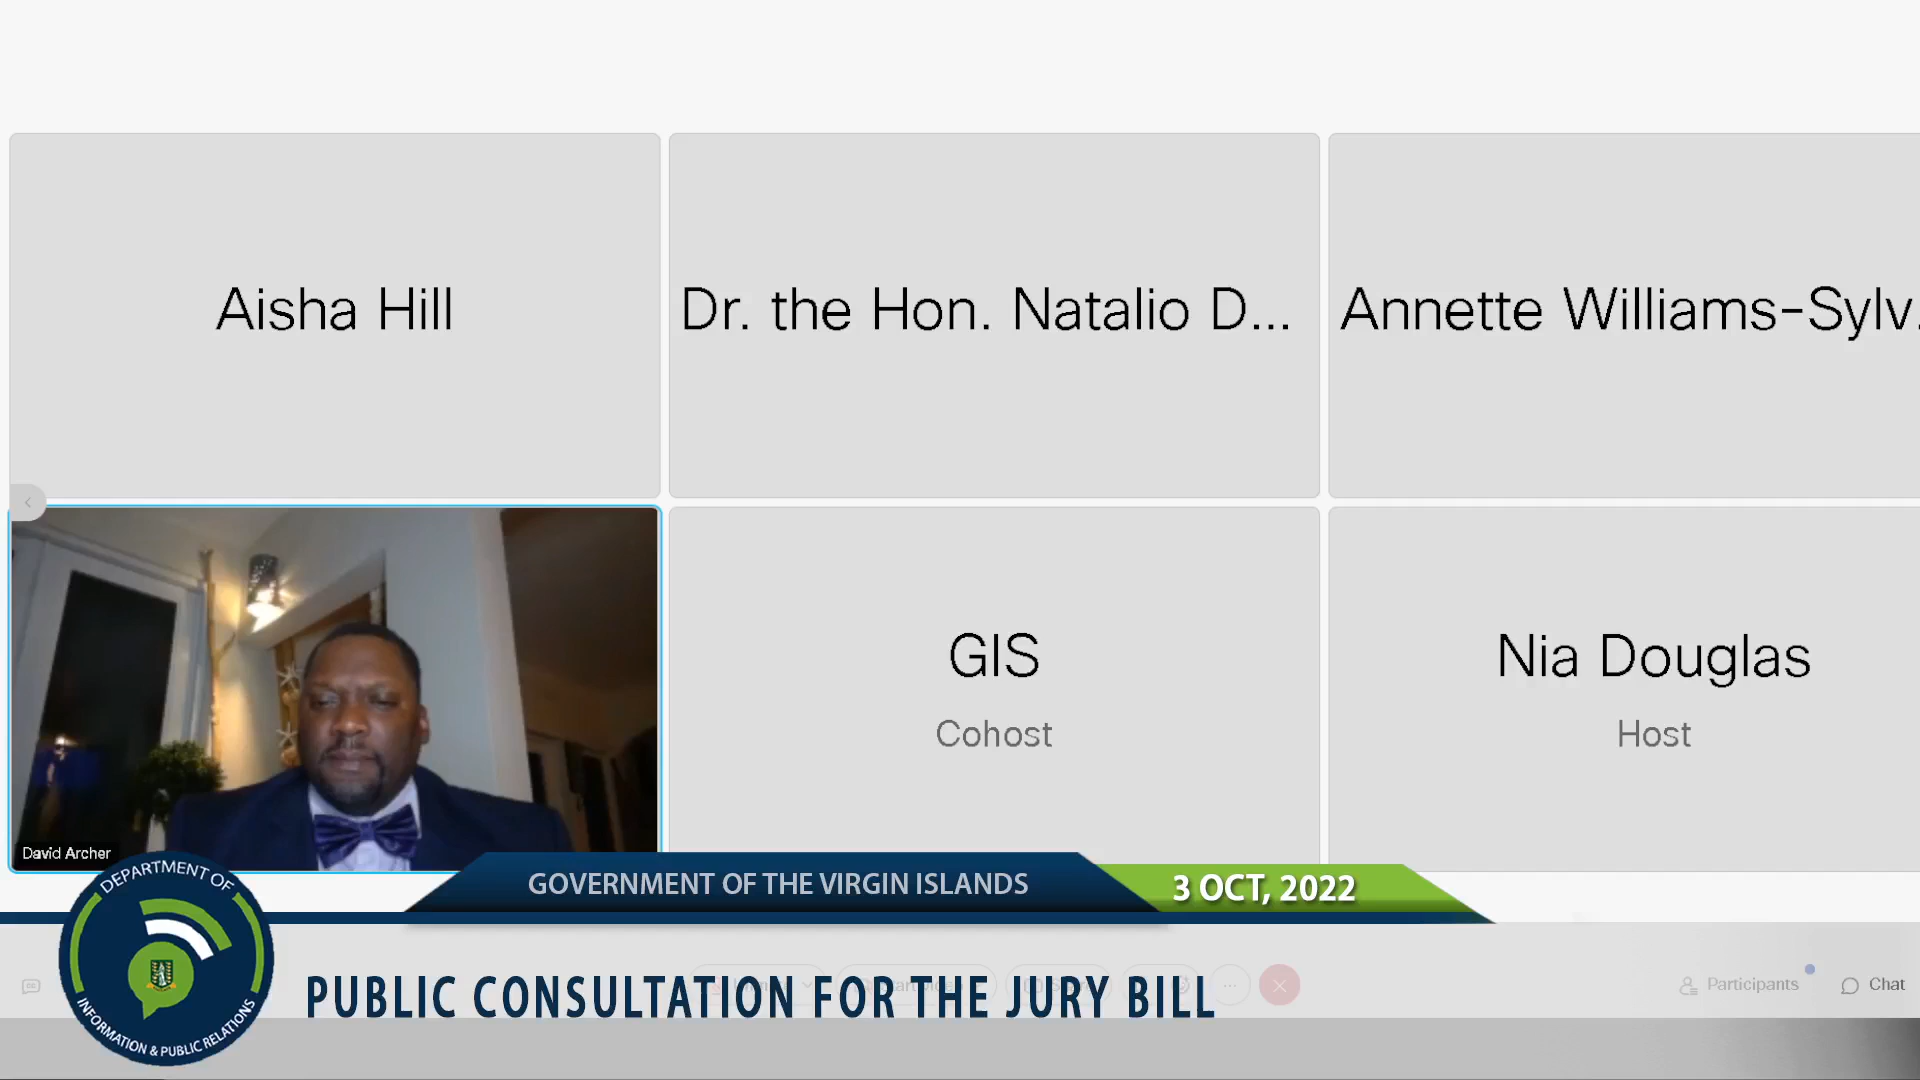 Aisha Hill
Dr. the Hon. Natalio D...
Annette Williams-Sylv.
David Archer
GIS
Cohost
Nia Douglas
Host
GOVERNMENT OF THE VIRGIN ISLANDS
3 OCT, 2022
DEPARTMENT OF
INFORMATION & PUBLIC RELATIONS
PUBLIC CONSULTATION FOR THE JURY BILL
Participants
Chat